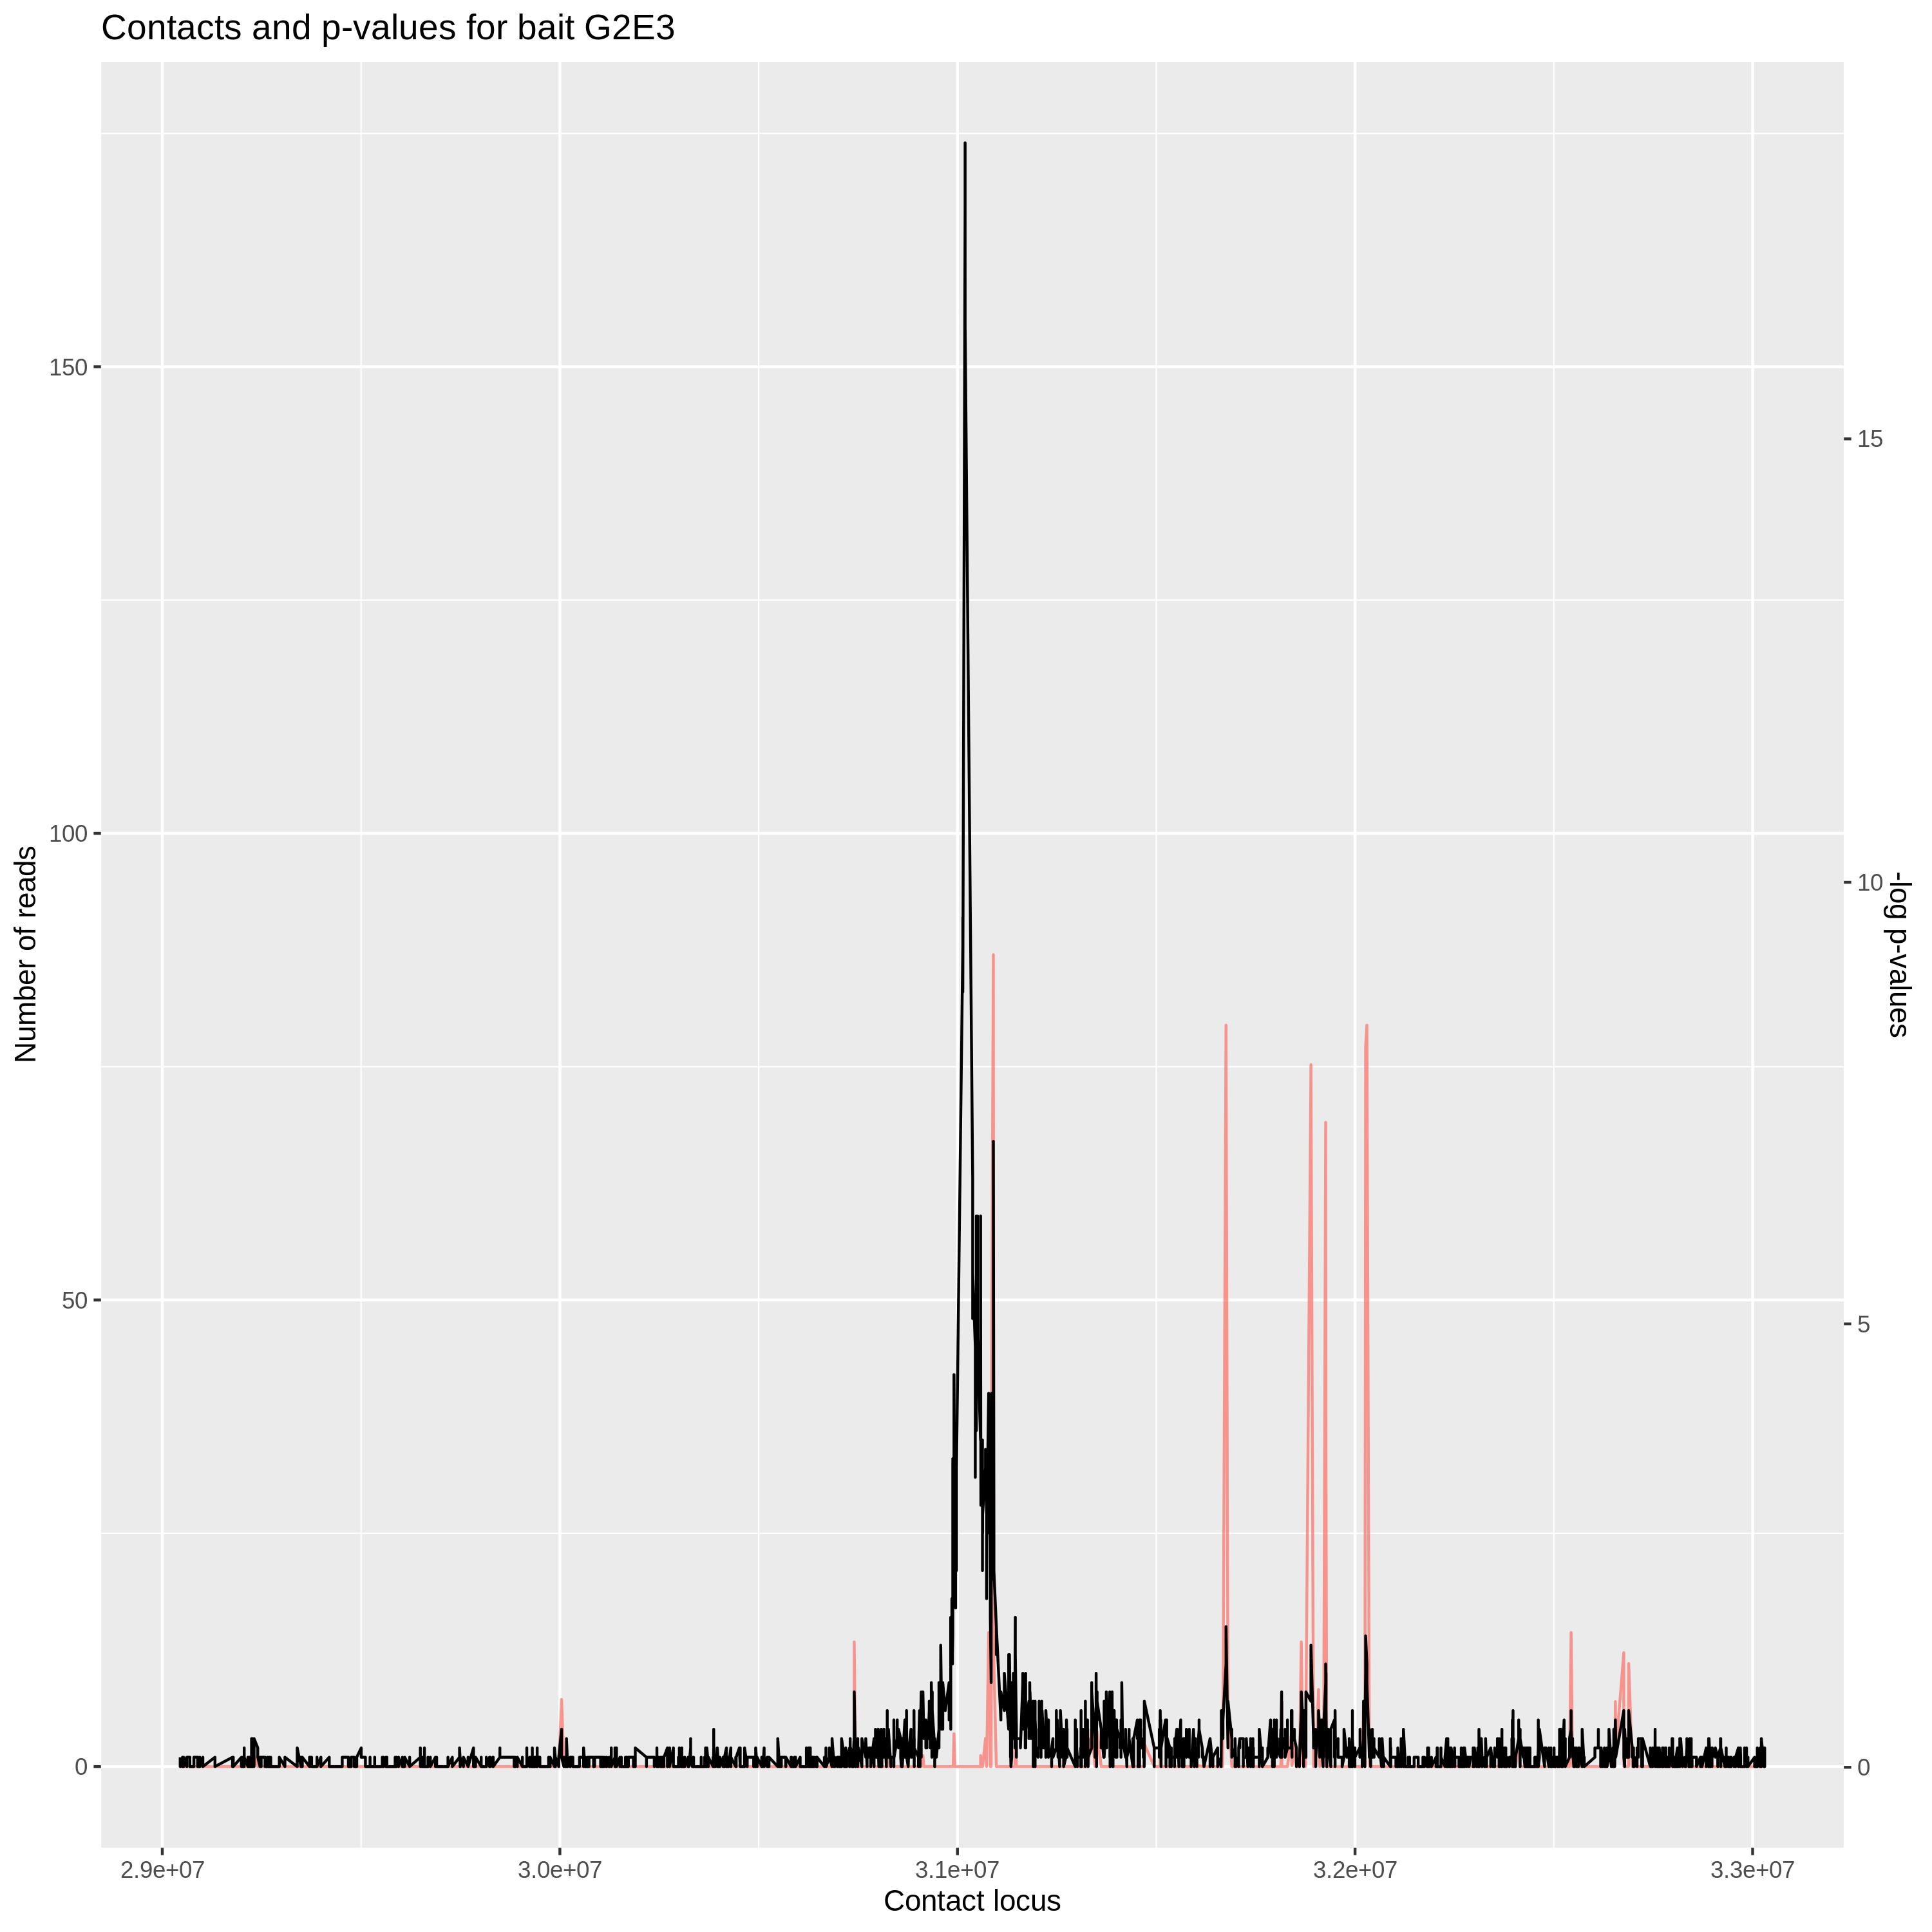 Contacts and p-values for bait G2E3
150
100
50
0
15
10
5
0
Number of reads
-log p-values
2.9e+07 3.0e+07 3.1e+07 3.2e+07 3.3e+07
Contact locus